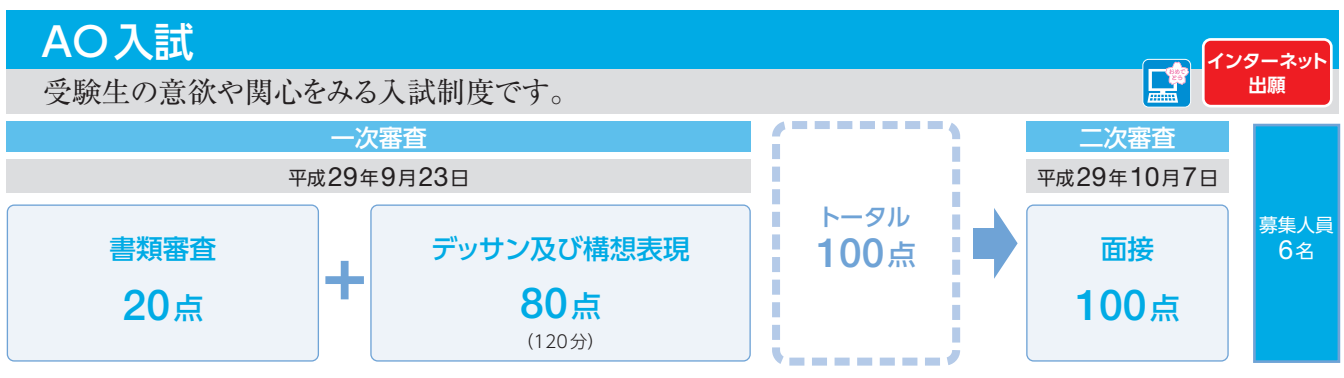 AO入試
受験生の意欲や関心をみる入試制度です。
おめで
とう
インターネット
出願
一次審査
平成29年9月23日
書類審査
20点
+
デッサン及び構想表現
80点
(120分)
トータル
100点
二次審査
平成29年10月7日
面接
100点
募集人員
6名